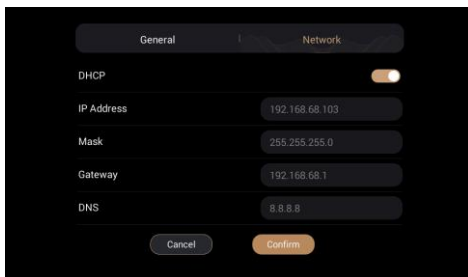 General Network
DHCP
IP Address 192.168.68.103
Mask 255.255.255.0
Gateway 192.168.68.1
DNS 8.8.8.8
Cancel Confirm